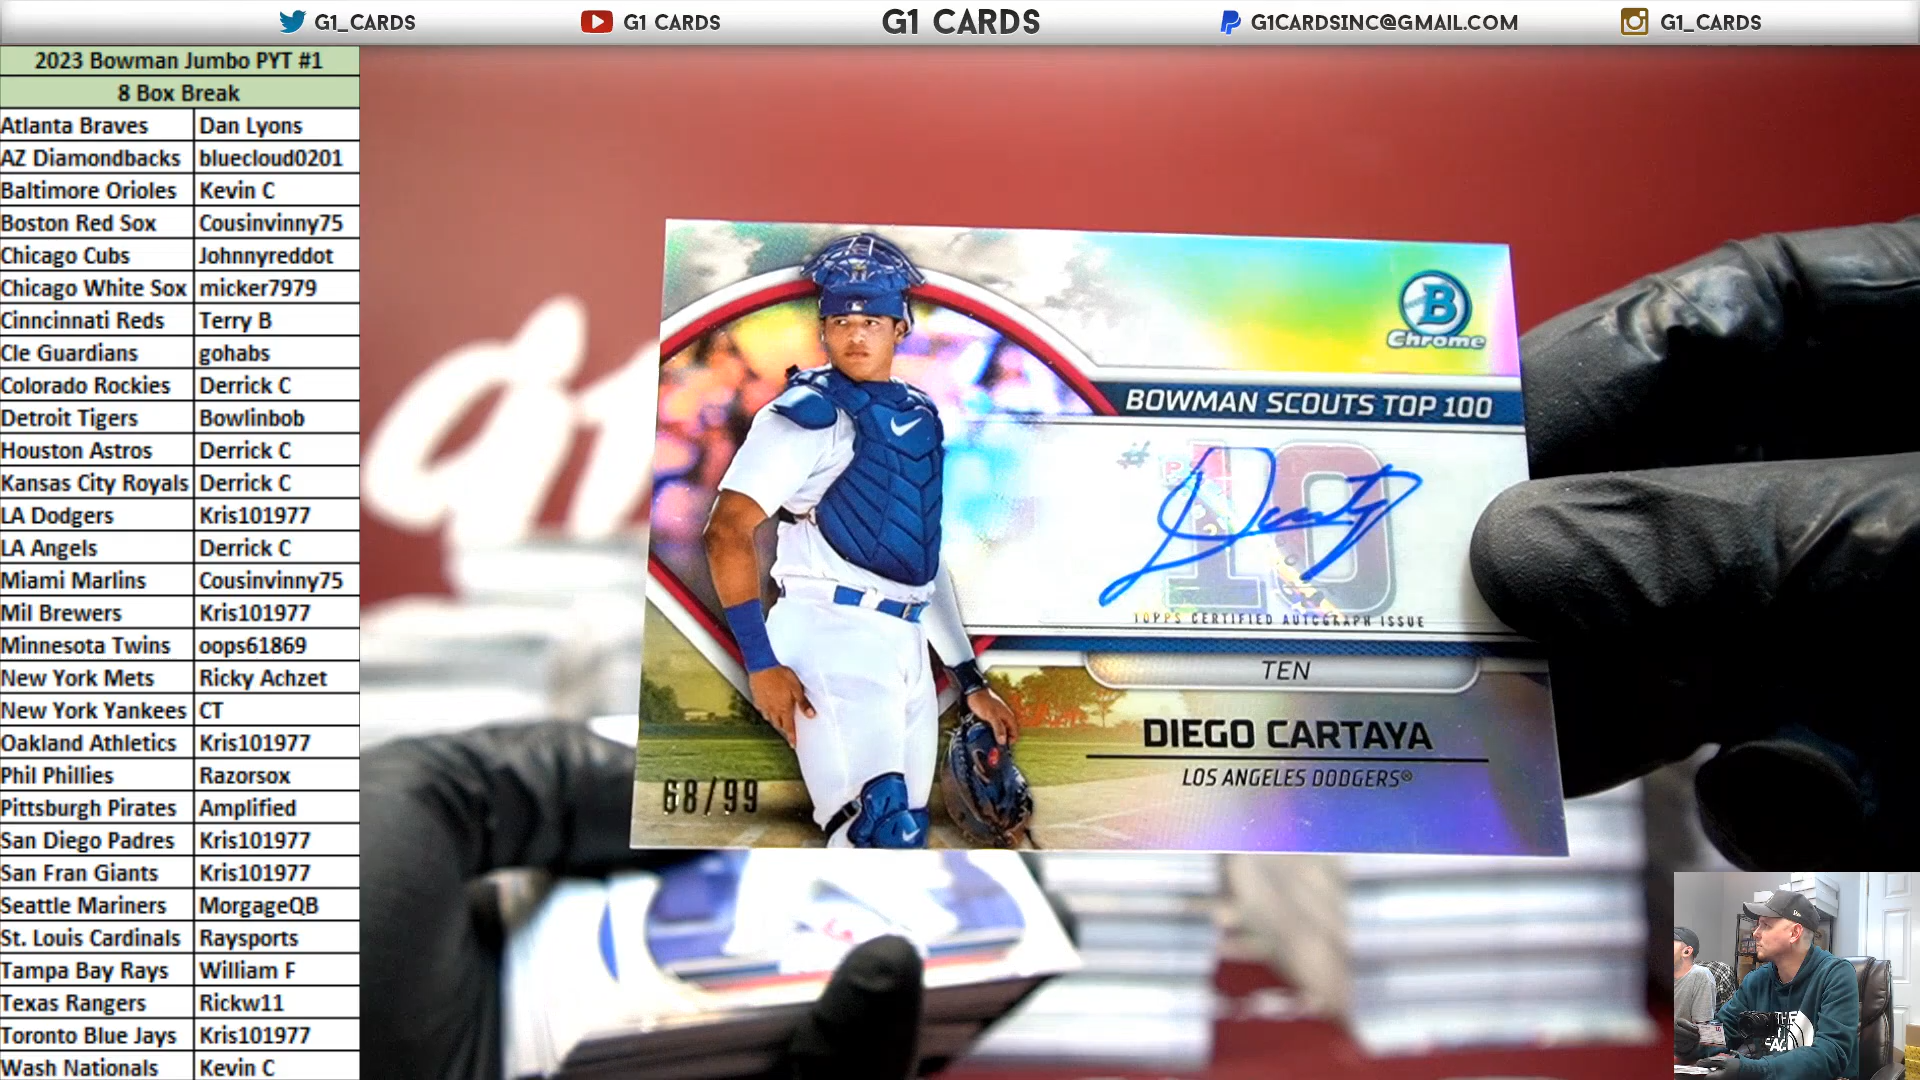 G1_CARDS G1 CARDS G1 CARDS G1CARDSINC@GMAIL.COM G1_CARDS
2023 Bowman Jumbo PYT #1
8 Box Break
Atlanta Braves Dan Lyons
AZ Diamondbacks bluecloud0201
Baltimore Orioles Kevin C
Boston Red Sox Cousinvinny75
Chicago Cubs Johnnyreddot
Chicago White Sox micker7979
Cinncinnati Reds Terry B
Cle Guardians gohabs
Colorado Rockies Derrick C
Detroit Tigers Bowlinbob
Houston Astros Derrick C
Kansas City Royals Derrick C
LA Dodgers Kris101977
LA Angels Derrick C
Miami Marlins Cousinvinny75
Mil Brewers Kris101977
Minnesota Twins oops61869
New York Mets Ricky Achzet
New York Yankees CT
Oakland Athletics Kris101977
Phil Phillies Razorsox
Pittsburgh Pirates Amplified
San Diego Padres Kris101977
San Fran Giants Kris101977
Seattle Mariners MorgageQB
St. Louis Cardinals Raysports
Tampa Bay Rays William F
Texas Rangers Rickw11
Toronto Blue Jays Kris101977
Wash Nationals Kevin C
B
Chrome
BOWMAN SCOUTS TOP 100
# 10
TOPPS CERTIFIED AUTOGRAPH ISSUE
TEN
DIEGO CARTAYA
LOS ANGELES DODGERS®
68/99
THE